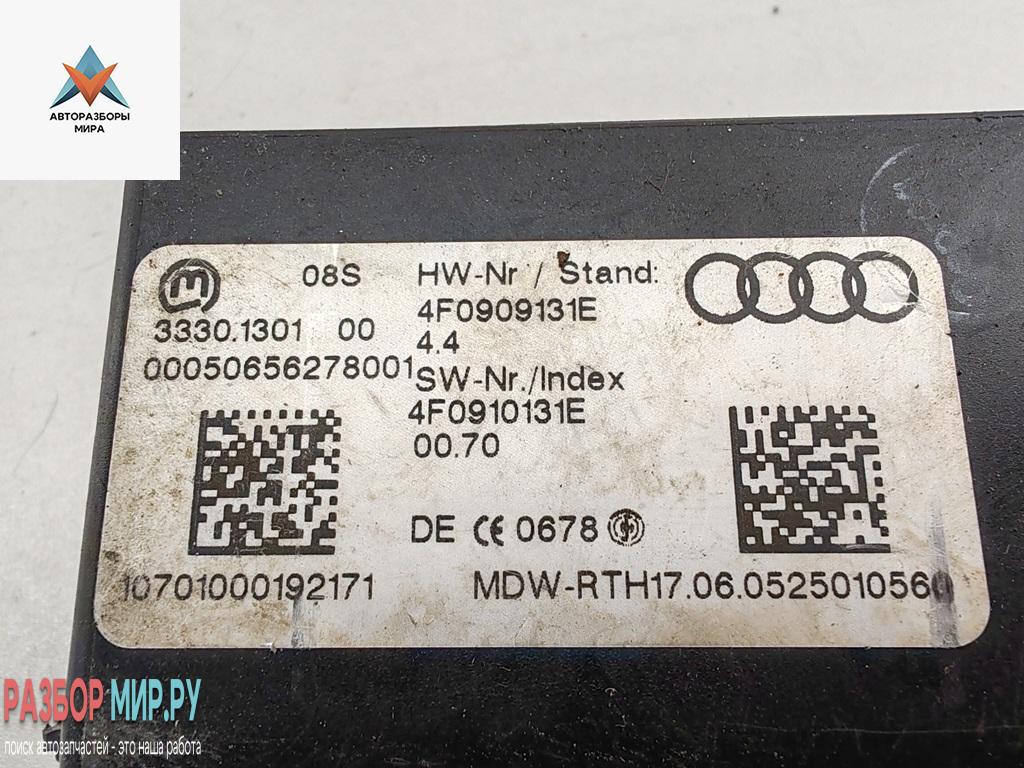 АВТОРАЗБОРЫ
МИРА
m
08S
3330.1301 00
00050656278001
HW-Nr / Stand:
4F0909131E
4.4
SW-Nr./Index
4F0910131E
00.70
DE CE 0678
10701000192171
MDW-RTH17.06.0525010560
РАЗБОР МИР.РУ
поиск автозапчастей - это наша работа